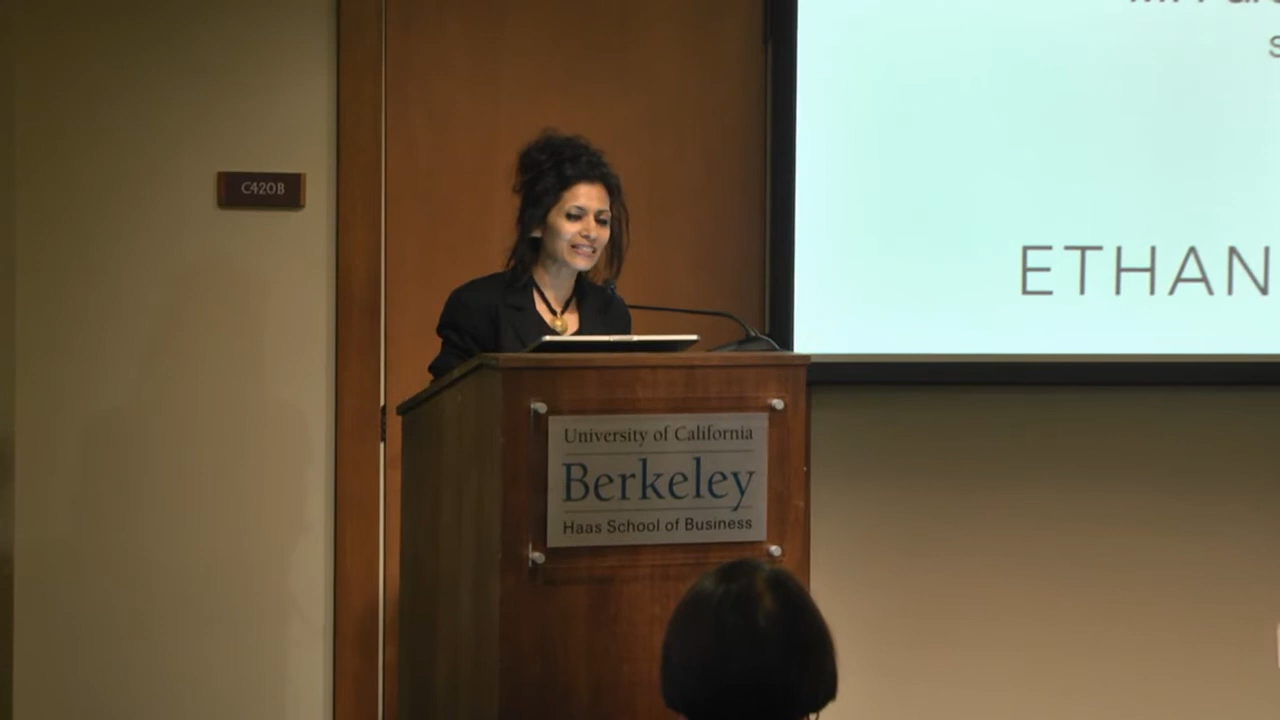 C420B
ETHAN
University of California
Berkeley
Haas School of Business